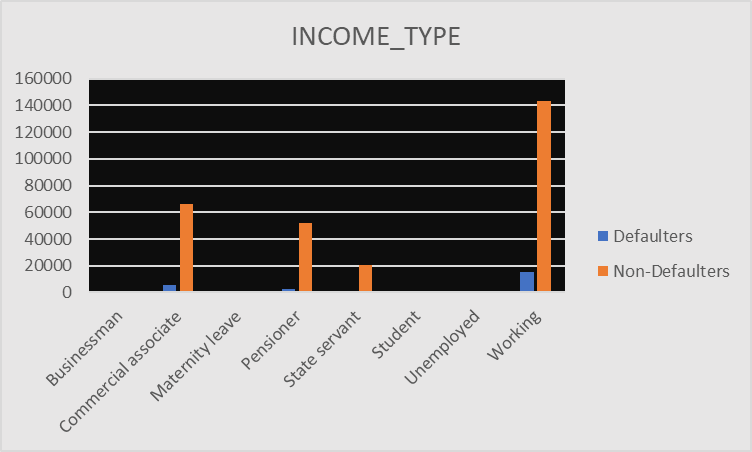 INCOME_TYPE
160000
140000
120000
100000
80000
60000
40000
20000
0
Businessman
Commercial associate
Maternity leave
Pensioner
State servant
Student
Unemployed
Working
Defaulters
Non-Defaulters